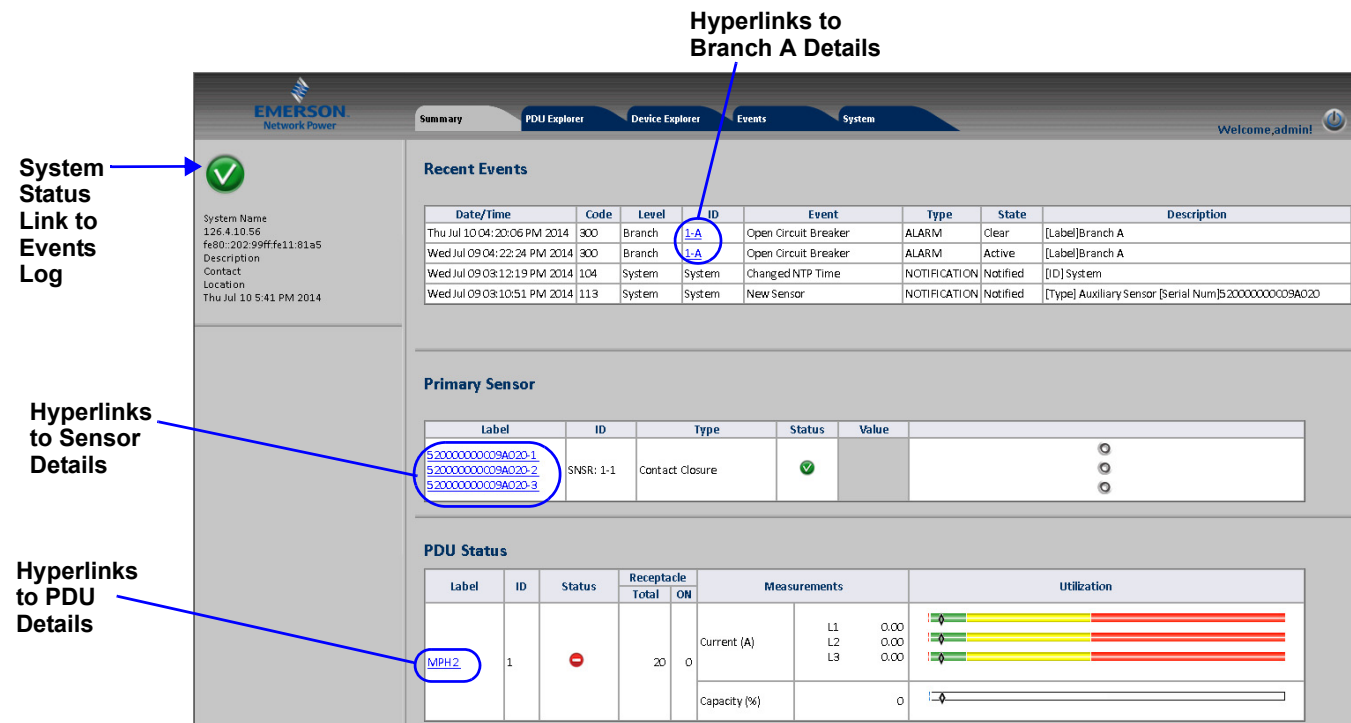 Hyperlinks to
Branch A Details
EMERSON.
Network Power
Summary PDU Explorer Device Explorer Events System
Welcome,admin!
System
Status
Link to
Events
Log
System Name
126.4.10.56
fe80::202:99ff:fe11:81a5
Description
Contact
Location
Thu Jul 10 5:41 PM 2014
Recent Events
Date/Time Code Level ID Event Type State Description
Thu Jul 10 04:20:06 PM 2014 300 Branch 1-A Open Circuit Breaker ALARM Clear [Label]Branch A
Wed Jul 09 04:22:24 PM 2014 300 Branch 1-A Open Circuit Breaker ALARM Active [Label]Branch A
Wed Jul 09 03:12:19 PM 2014 104 System System Changed NTP Time NOTIFICATION Notified [ID] System
Wed Jul 09 03:10:51 PM 2014 113 System System New Sensor NOTIFICATION Notified [Type] Auxiliary Sensor [Serial Num]520000000009A020
Hyperlinks
to Sensor
Details
Primary Sensor
Label ID Type Status Value
520000000009A020-1
520000000009A020-2
520000000009A020-3
SNSR: 1-1 Contact Closure
Hyperlinks
to PDU
Details
PDU Status
Label ID Status Receptacle Measurements Utilization
Total ON
MPH2 1 20 0
Current (A)
L1 0.00
L2 0.00
L3 0.00
Capacity (%) 0